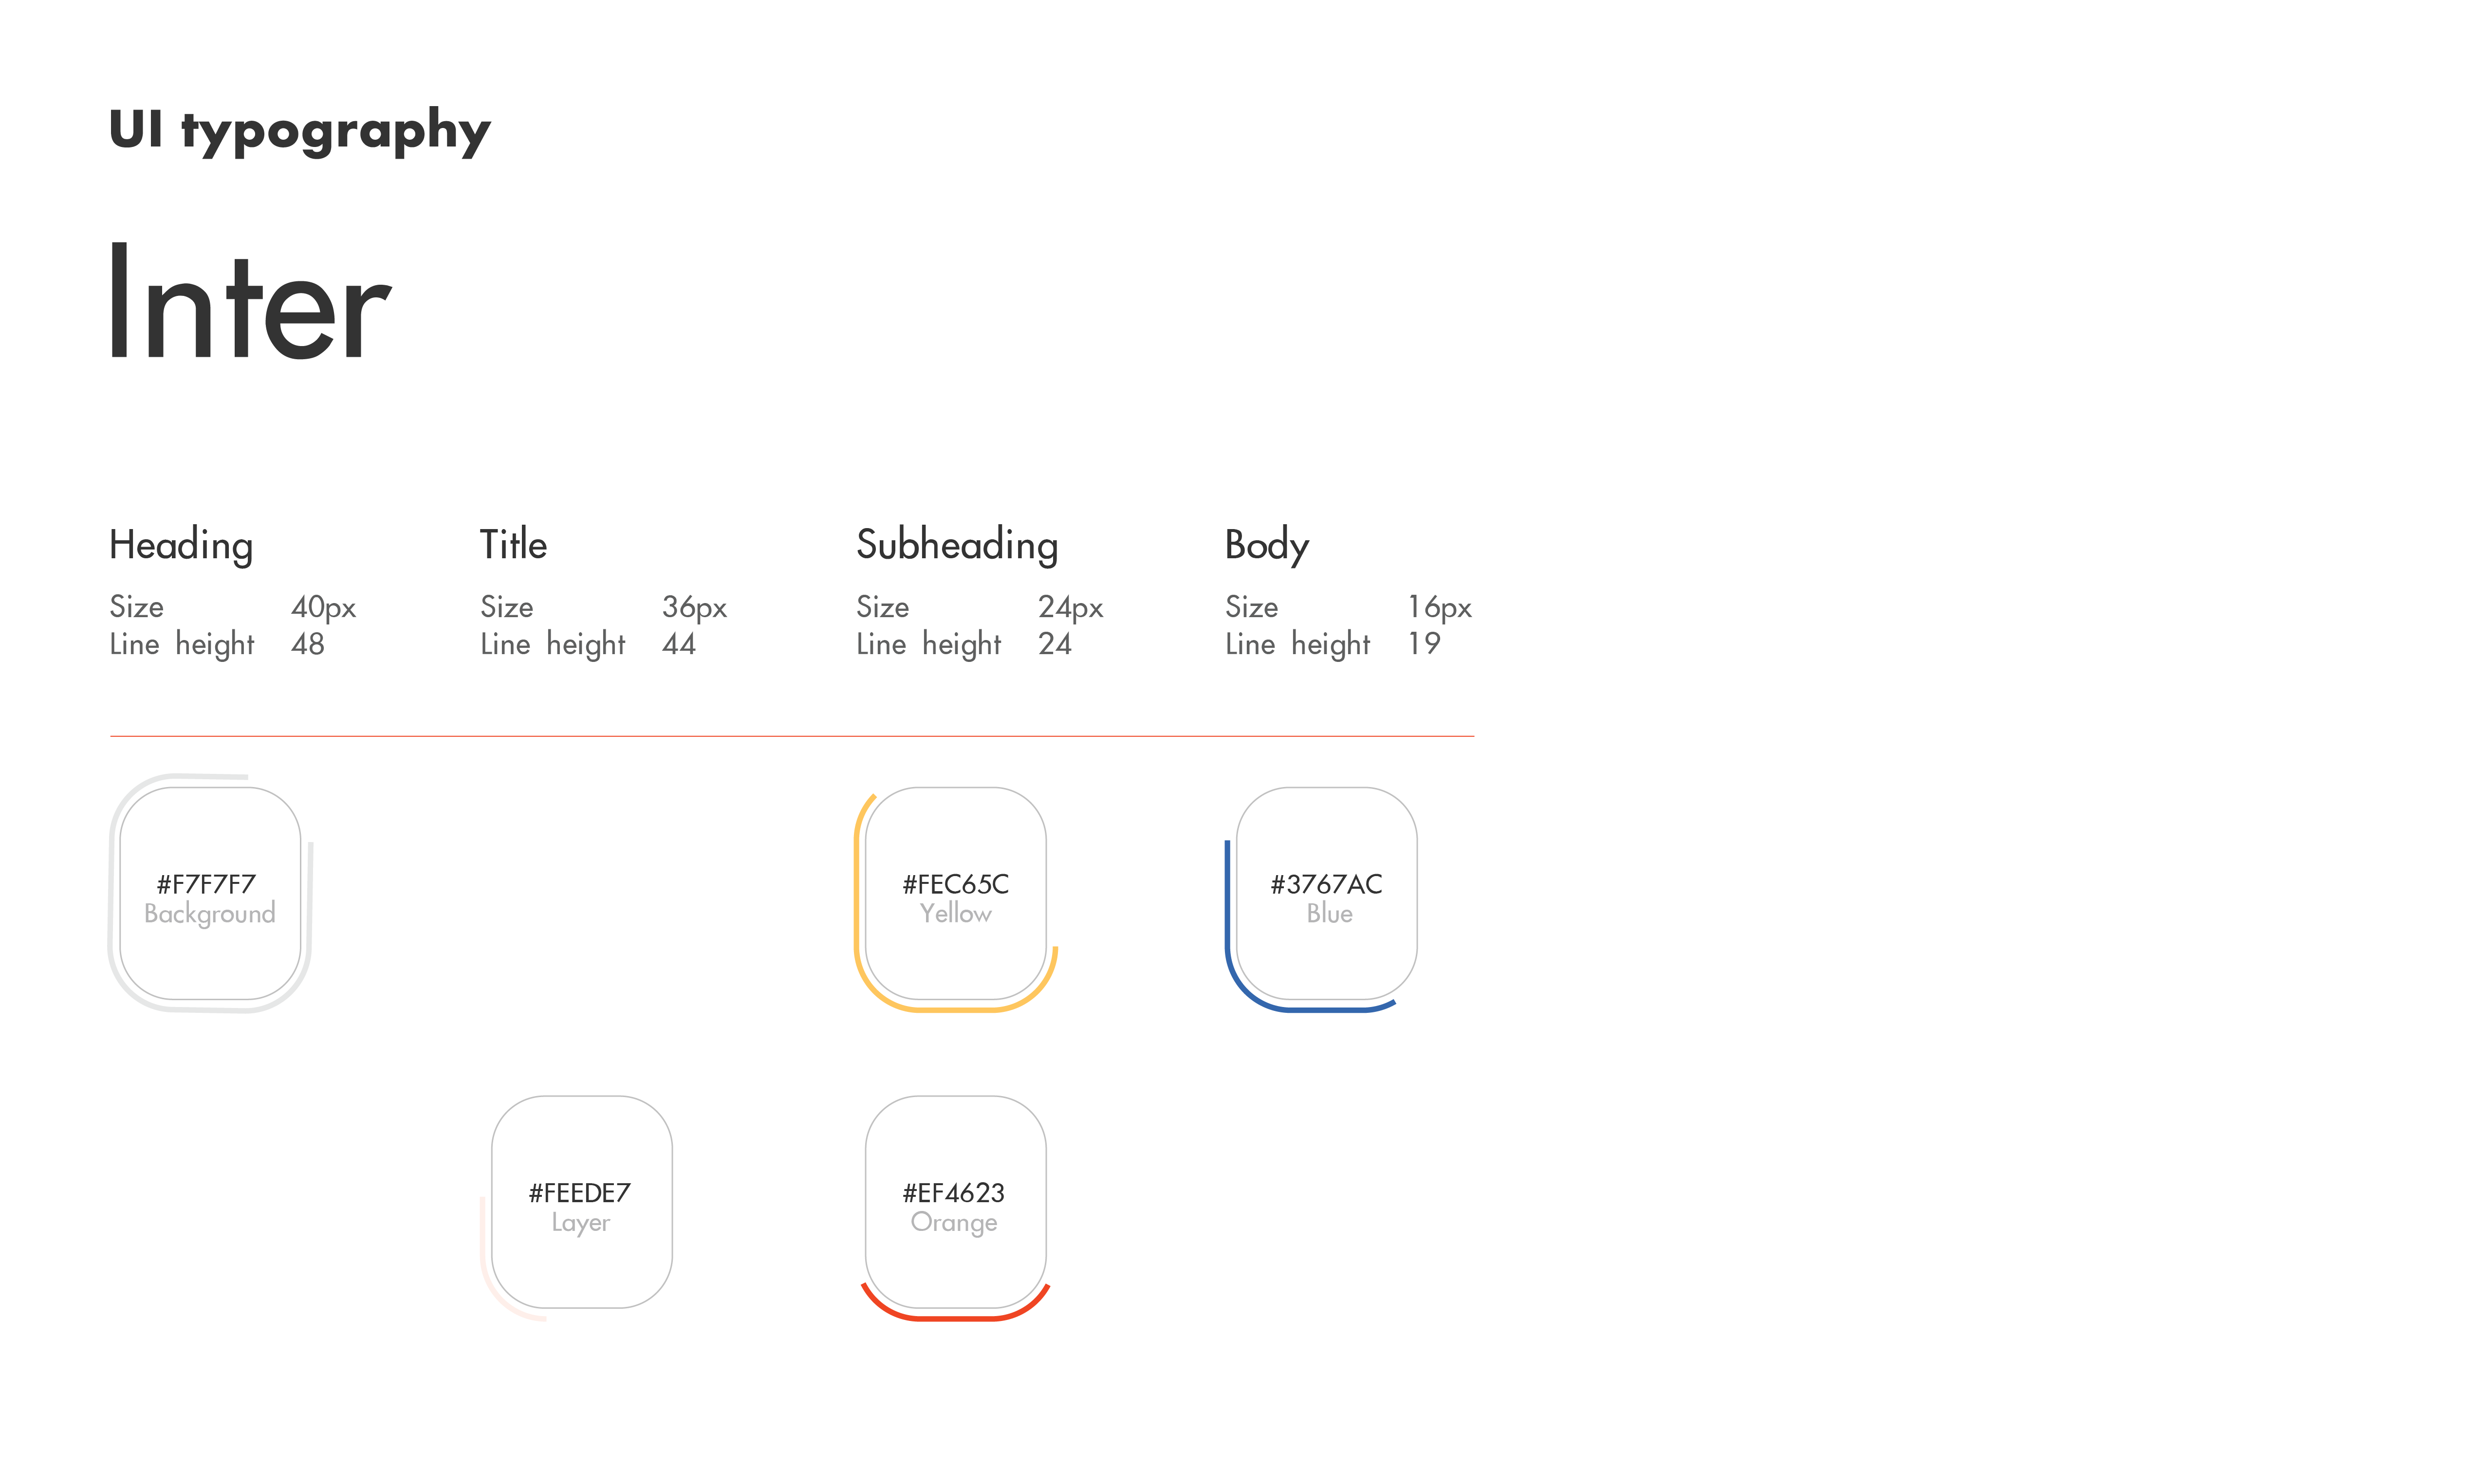 UI typography
Inter
Heading
Size 40px
Line height 48
Title
Size 36px
Line height 44
Subheading
Size 24px
Line height 24
Body
Size 16px
Line height 19
#F7F7F7
Background
#FEC65C
Yellow
#3767AC
Blue
#FEEDE7
Layer
#EF4623
Orange